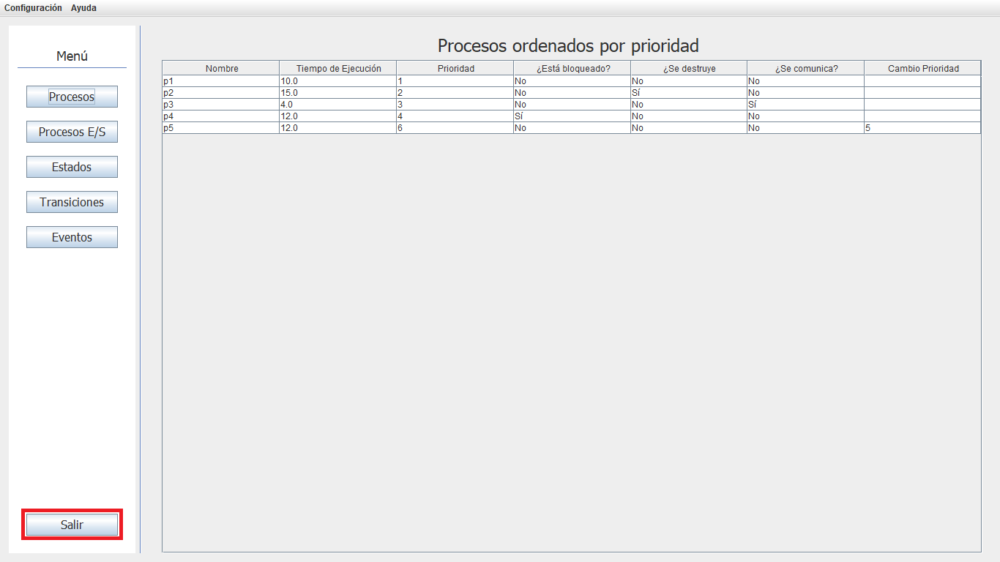 Configuración Ayuda
Menú
Procesos
Procesos E/S
Estados
Transiciones
Eventos
Salir
Procesos ordenados por prioridad
Nombre Tiempo de Ejecución Prioridad ¿Está bloqueado? ¿Se destruye ¿Se comunica? Cambio Prioridad
p1 10.0 1 No No No
p2 15.0 2 No Sí No
p3 4.0 3 No No Sí
p4 12.0 4 Sí No No
p5 12.0 6 No No No 5